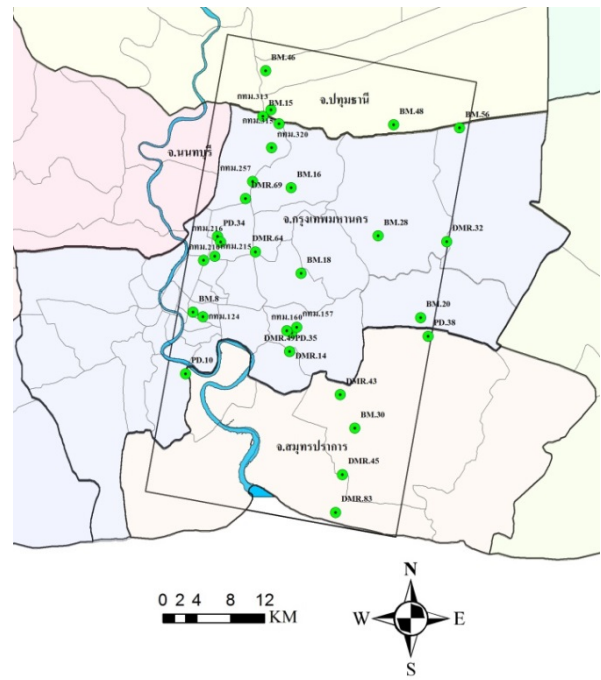 BM.46
กทม.313
BM.15
จ.ปทุมธานี
BM.48
BM.56
กทม.320
จ.นนทบุรี
กทม.257
DMR.69
BM.16
จ.กรุงเทพมหานคร
กทม.216
PD.34
BM.28
DMR.32
กทม.215
DMR.64
BM.18
BM.8
กทม.124
กทม.160
กทม.157
BM.20
PD.38
PD.35
DMR.14
PD.10
DMR.43
BM.30
จ.สมุทรปราการ
DMR.45
DMR.83
0 2 4 8 12
KM
N
W
E
S